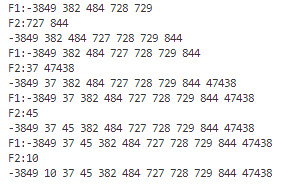 F1:-3849 382 484 728 729
F2:727 844
-3849 382 484 727 728 729 844
F1:-3849 382 484 727 728 729 844
F2:37 47438
-3849 37 382 484 727 728 729 844 47438
F1:-3849 37 382 484 727 728 729 844 47438
F2:45
-3849 37 45 382 484 727 728 729 844 47438
F1:-3849 37 45 382 484 727 728 729 844 47438
F2:10
-3849 10 37 45 382 484 727 728 729 844 47438